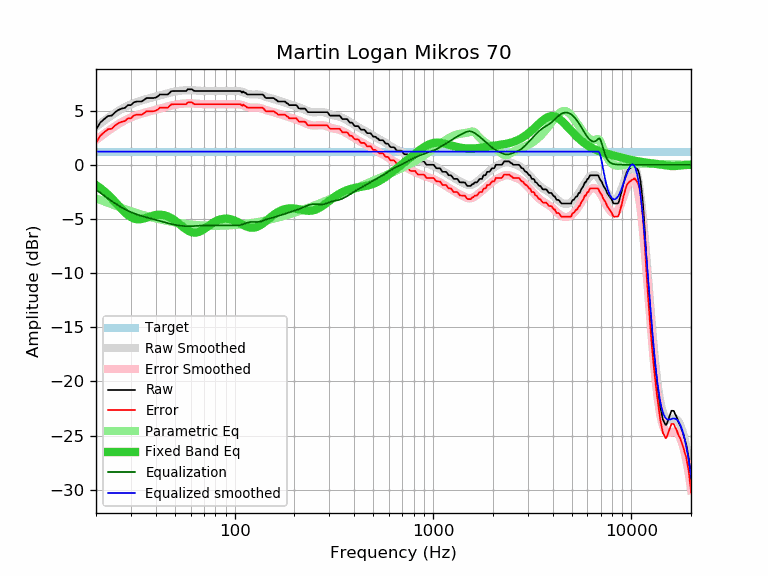 Martin Logan Mikros 70
Amplitude (dBr)
5
0
−5
−10
−15
−20
−25
−30
Target
Raw Smoothed
Error Smoothed
Raw
Error
Parametric Eq
Fixed Band Eq
Equalization
Equalized smoothed
100 1000 10000
Frequency (Hz)